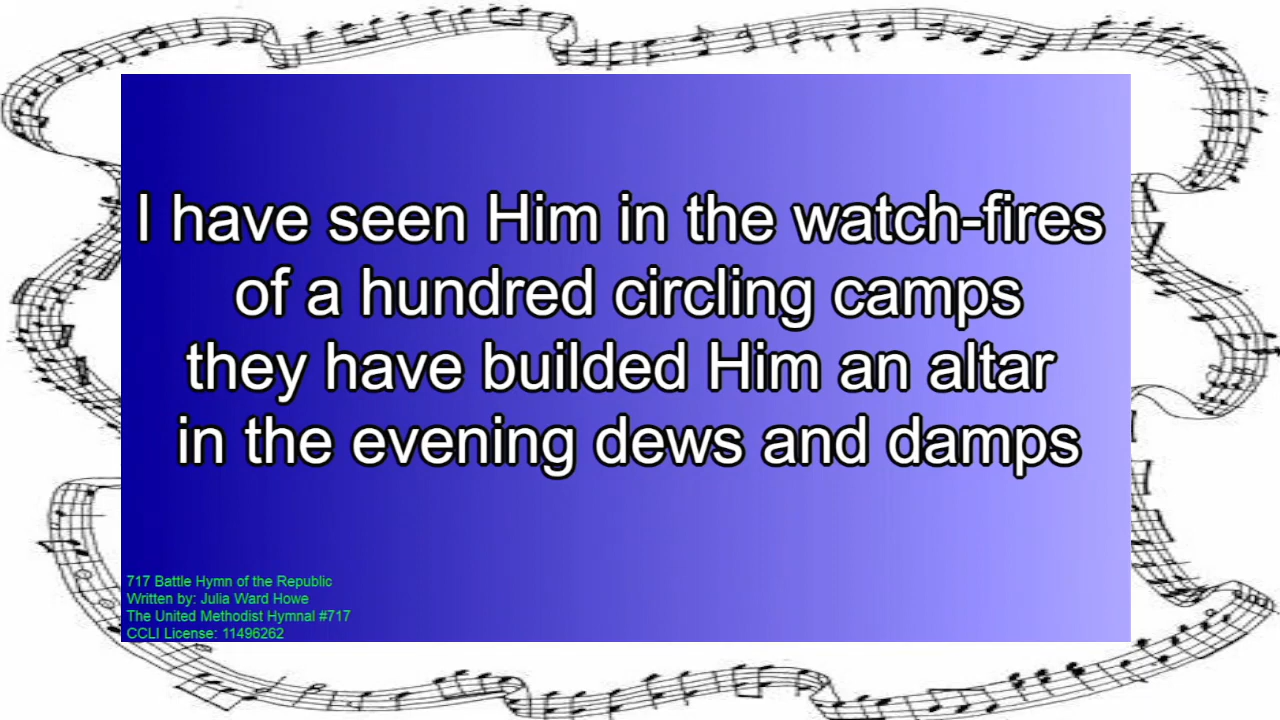 I have seen Him in the watch-fires
of a hundred circling camps
they have builded Him an altar
in the evening dews and damps
717 Battle Hymn of the Republic
Written by: Julia Ward Howe
The United Methodist Hymnal #717
CCLI License: 11496262